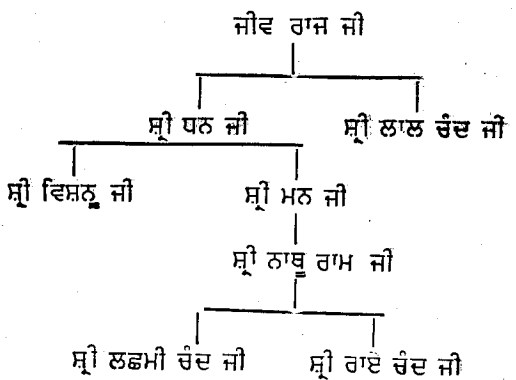 ਜੀਵ ਰਾਜ ਜੀ
ਸ਼੍ਰੀ ਧਨ ਜੀ ਸ਼੍ਰੀ ਲਾਲ ਚੰਦ ਜੀ
ਸ਼੍ਰੀ ਵਿਸ਼ਨੂ ਜੀ ਸ਼੍ਰੀ ਮਨ ਜੀ
ਸ਼੍ਰੀ ਨਾਥੂ ਰਾਮ ਜੀ
ਸ਼੍ਰੀ ਲਛਮੀ ਚੰਦ ਜੀ ਸ਼੍ਰੀ ਰਾਏ ਚੰਦ ਜੀ